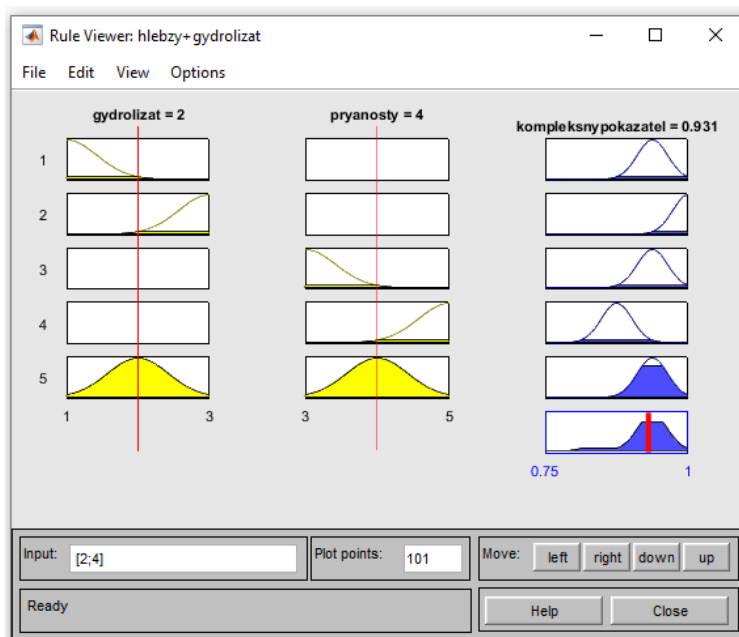 Rule Viewer: hlebzy+gydrolizat
File Edit View Options
gydrolizat = 2 pryanosty = 4 kompleksnypokazatel = 0.931
1
2
3
4
5
1 3 3 5
0.75 1
Input: [2;4] Plot points: 101 Move: left right down up
Ready Help Close